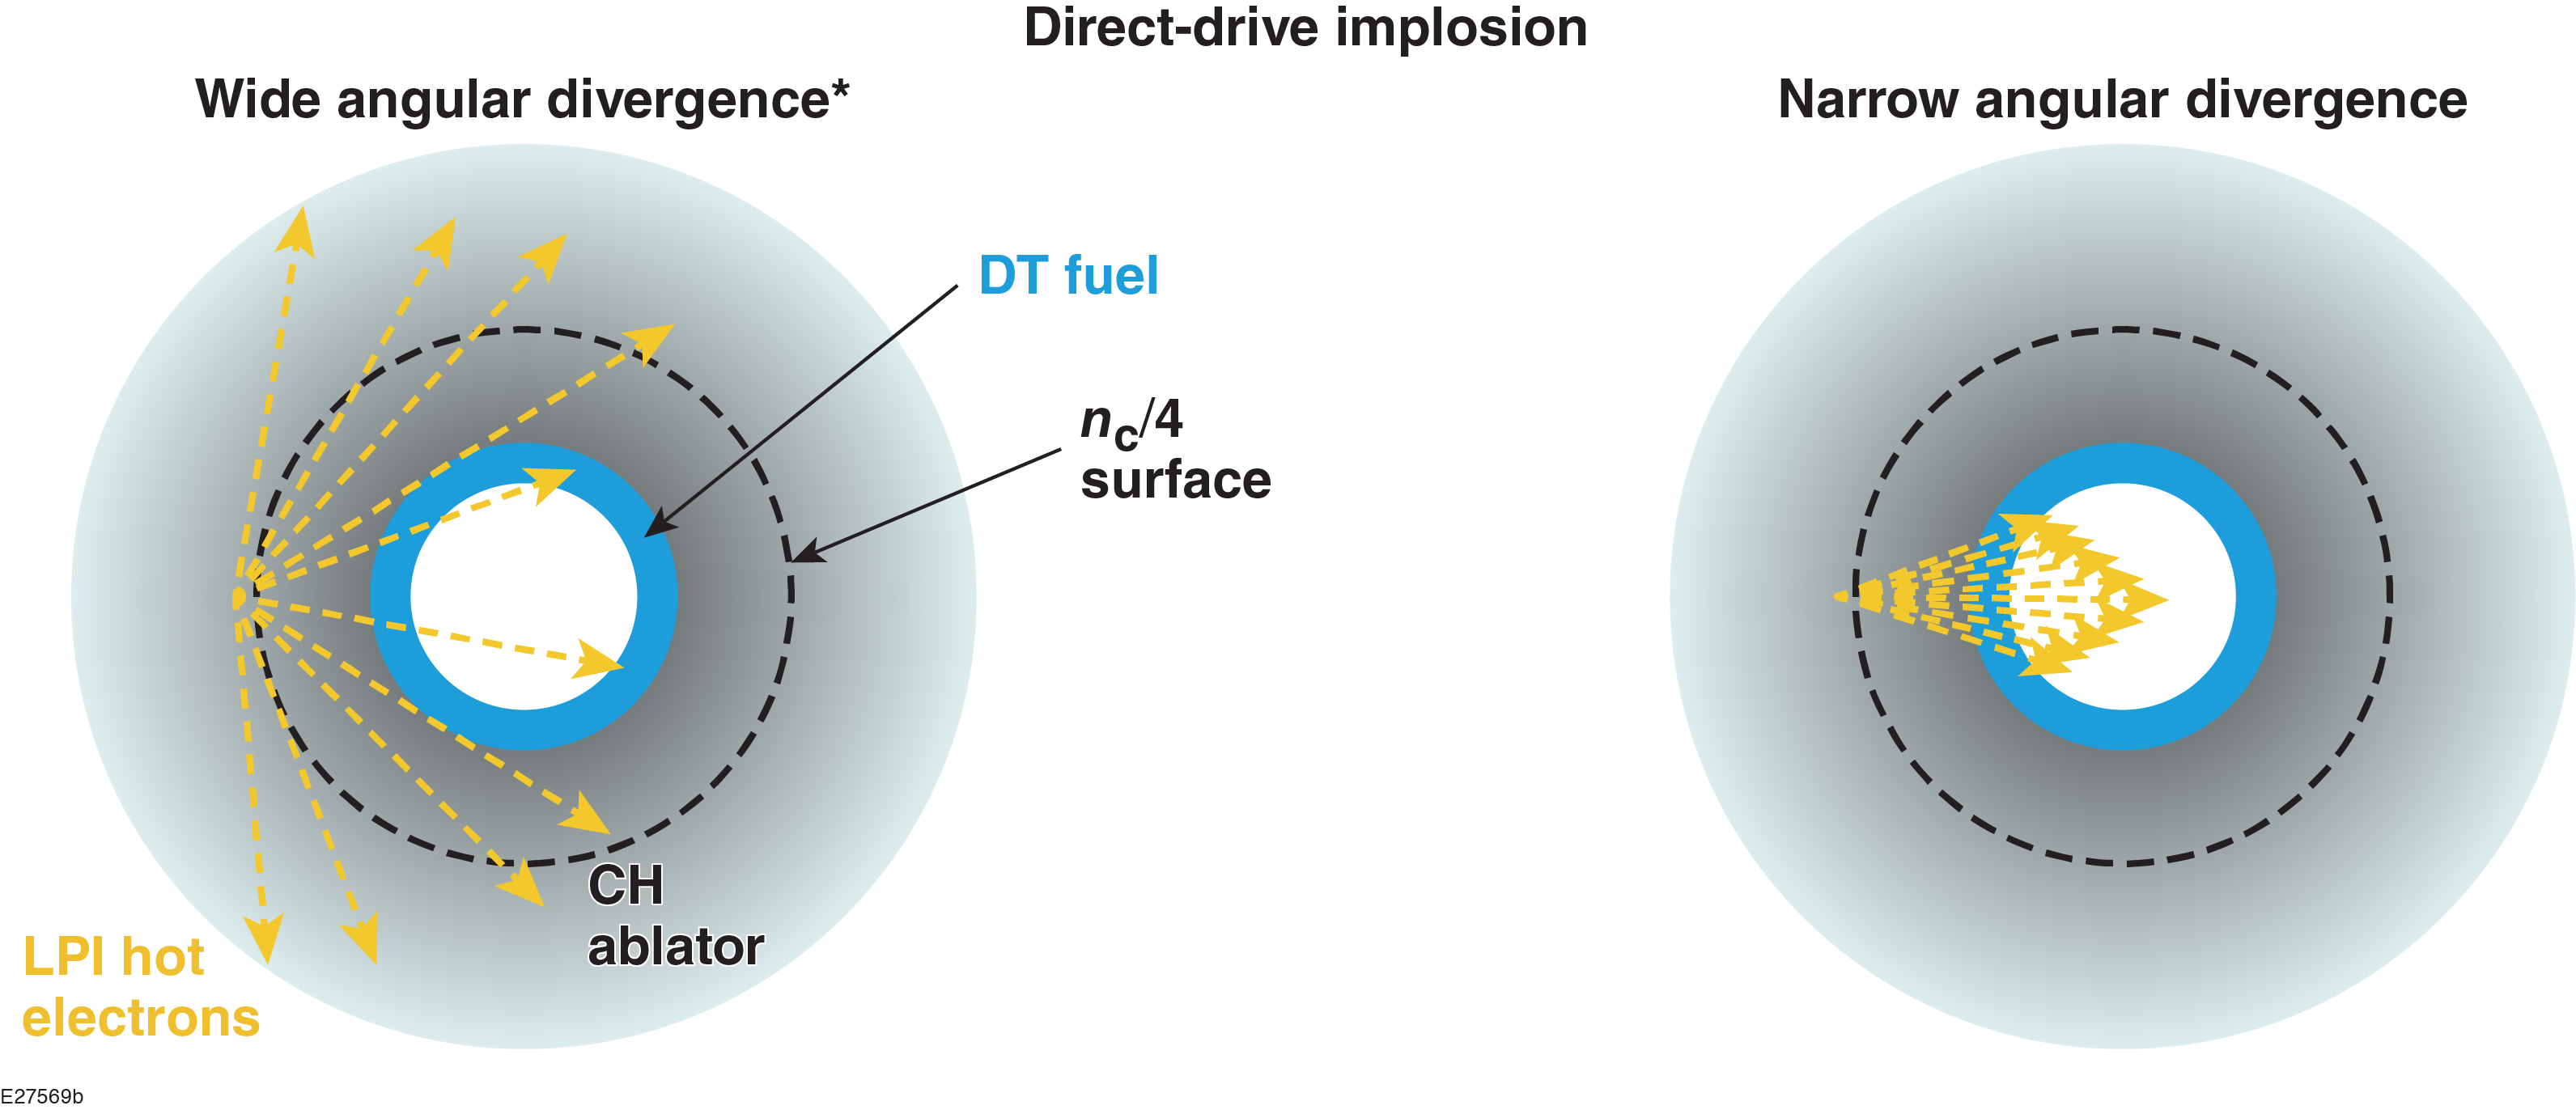 Direct-drive implosion
Wide angular divergence*
Narrow angular divergence
DT fuel
nc/4
surface
CH
ablator
LPI hot
electrons
E27569b